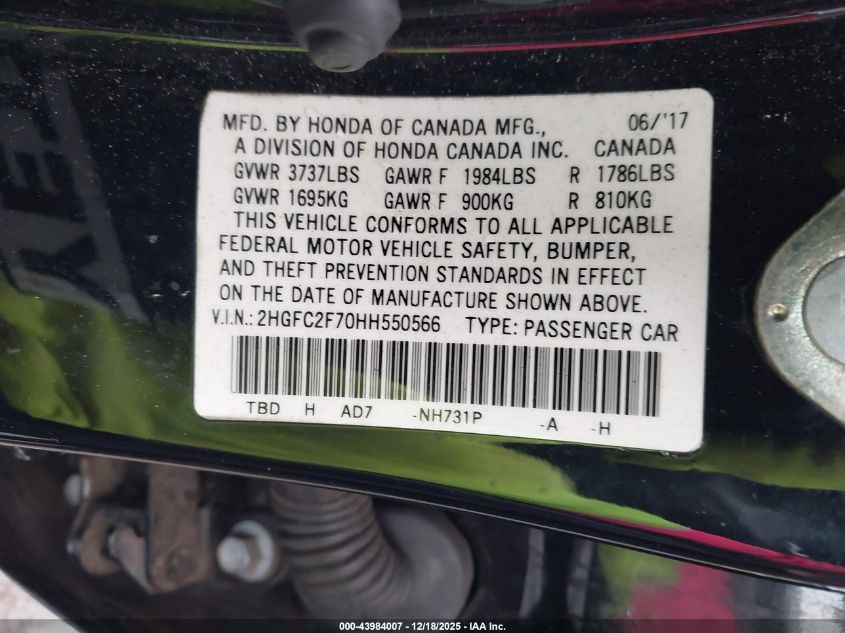 MFD. BY HONDA OF CANADA MFG., 06/'17
A DIVISION OF HONDA CANADA INC. CANADA
GVWR 3737LBS GAWR F 1984LBS R 1786LBS
GVWR 1695KG GAWR F 900KG R 810KG
THIS VEHICLE CONFORMS TO ALL APPLICABLE
FEDERAL MOTOR VEHICLE SAFETY, BUMPER,
AND THEFT PREVENTION STANDARDS IN EFFECT
ON THE DATE OF MANUFACTURE SHOWN ABOVE.
V.I.N.: 2HGFC2F70HH550566 TYPE: PASSENGER CAR
TBD H AD7 -NH731P -A -H
000-43984007 | 12/18/2025 - IAA Inc.